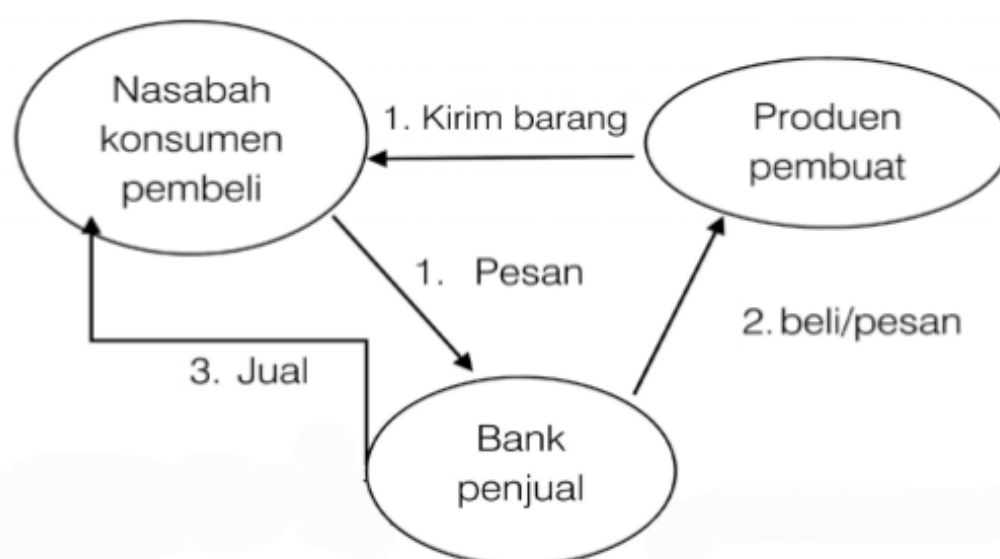 Nasabah
konsumen
pembeli
1. Kirim barang
Produen
pembuat
1. Pesan
2. beli/pesan
3. Jual
Bank
penjual